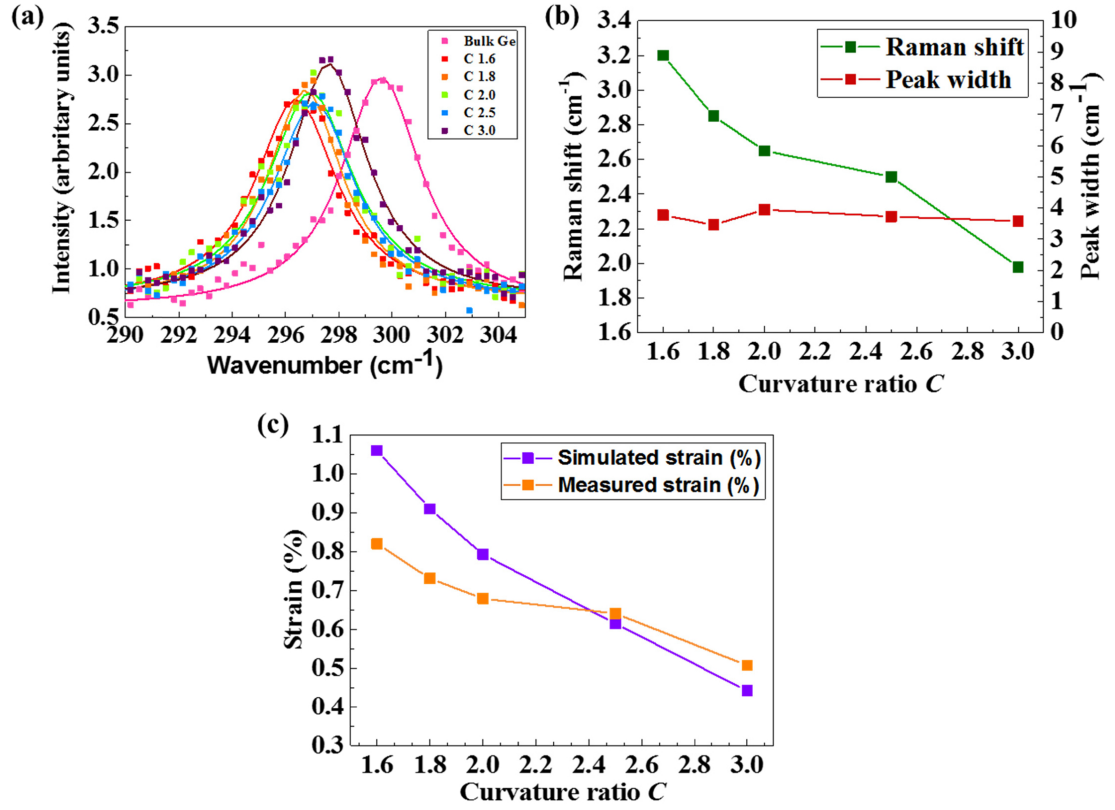 (a)
Intensity (arbritary units)
3.5
3.0
2.5
2.0
1.5
1.0
0.5
Bulk Ge
C 1.6
C 1.8
C 2.0
C 2.5
C 3.0
290 292 294 296 298 300 302 304
Wavenumber (cm-1)
(b)
Raman shift (cm-1)
3.4
3.2
3.0
2.8
2.6
2.4
2.2
2.0
1.8
1.6
Raman shift
Peak width
10
9
8
7
6
5
4
3
2
1
0
Peak width (cm-1)
1.6 1.8 2.0 2.2 2.4 2.6 2.8 3.0
Curvature ratio C
(c)
Strain (%)
1.1
1.0
0.9
0.8
0.7
0.6
0.5
0.4
0.3
Simulated strain (%)
Measured strain (%)
1.6 1.8 2.0 2.2 2.4 2.6 2.8 3.0
Curvature ratio C